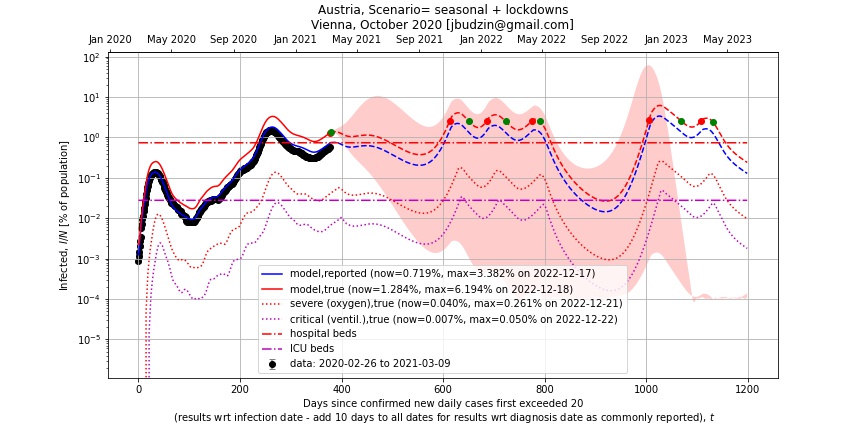 Austria, Scenario= seasonal + lockdowns
Vienna, October 2020 [jbudzin@gmail.com]
Jan 2020 May 2020 Sep 2020 Jan 2021 May 2021 Sep 2021 Jan 2022 May 2022 Sep 2022 Jan 2023 May 2023
10²
10¹
10⁰
10⁻¹
10⁻²
10⁻³
10⁻⁴
10⁻⁵
Infected, I/N [% of population]
model,reported (now=0.719%, max=3.382% on 2022-12-17)
model,true (now=1.284%, max=6.194% on 2022-12-18)
severe (oxygen),true (now=0.040%, max=0.261% on 2022-12-21)
critical (ventil.),true (now=0.007%, max=0.050% on 2022-12-22)
hospital beds
ICU beds
data: 2020-02-26 to 2021-03-09
0 200 400 600 800 1000 1200
Days since confirmed new daily cases first exceeded 20
(results wrt infection date - add 10 days to all dates for results wrt diagnosis date as commonly reported), t